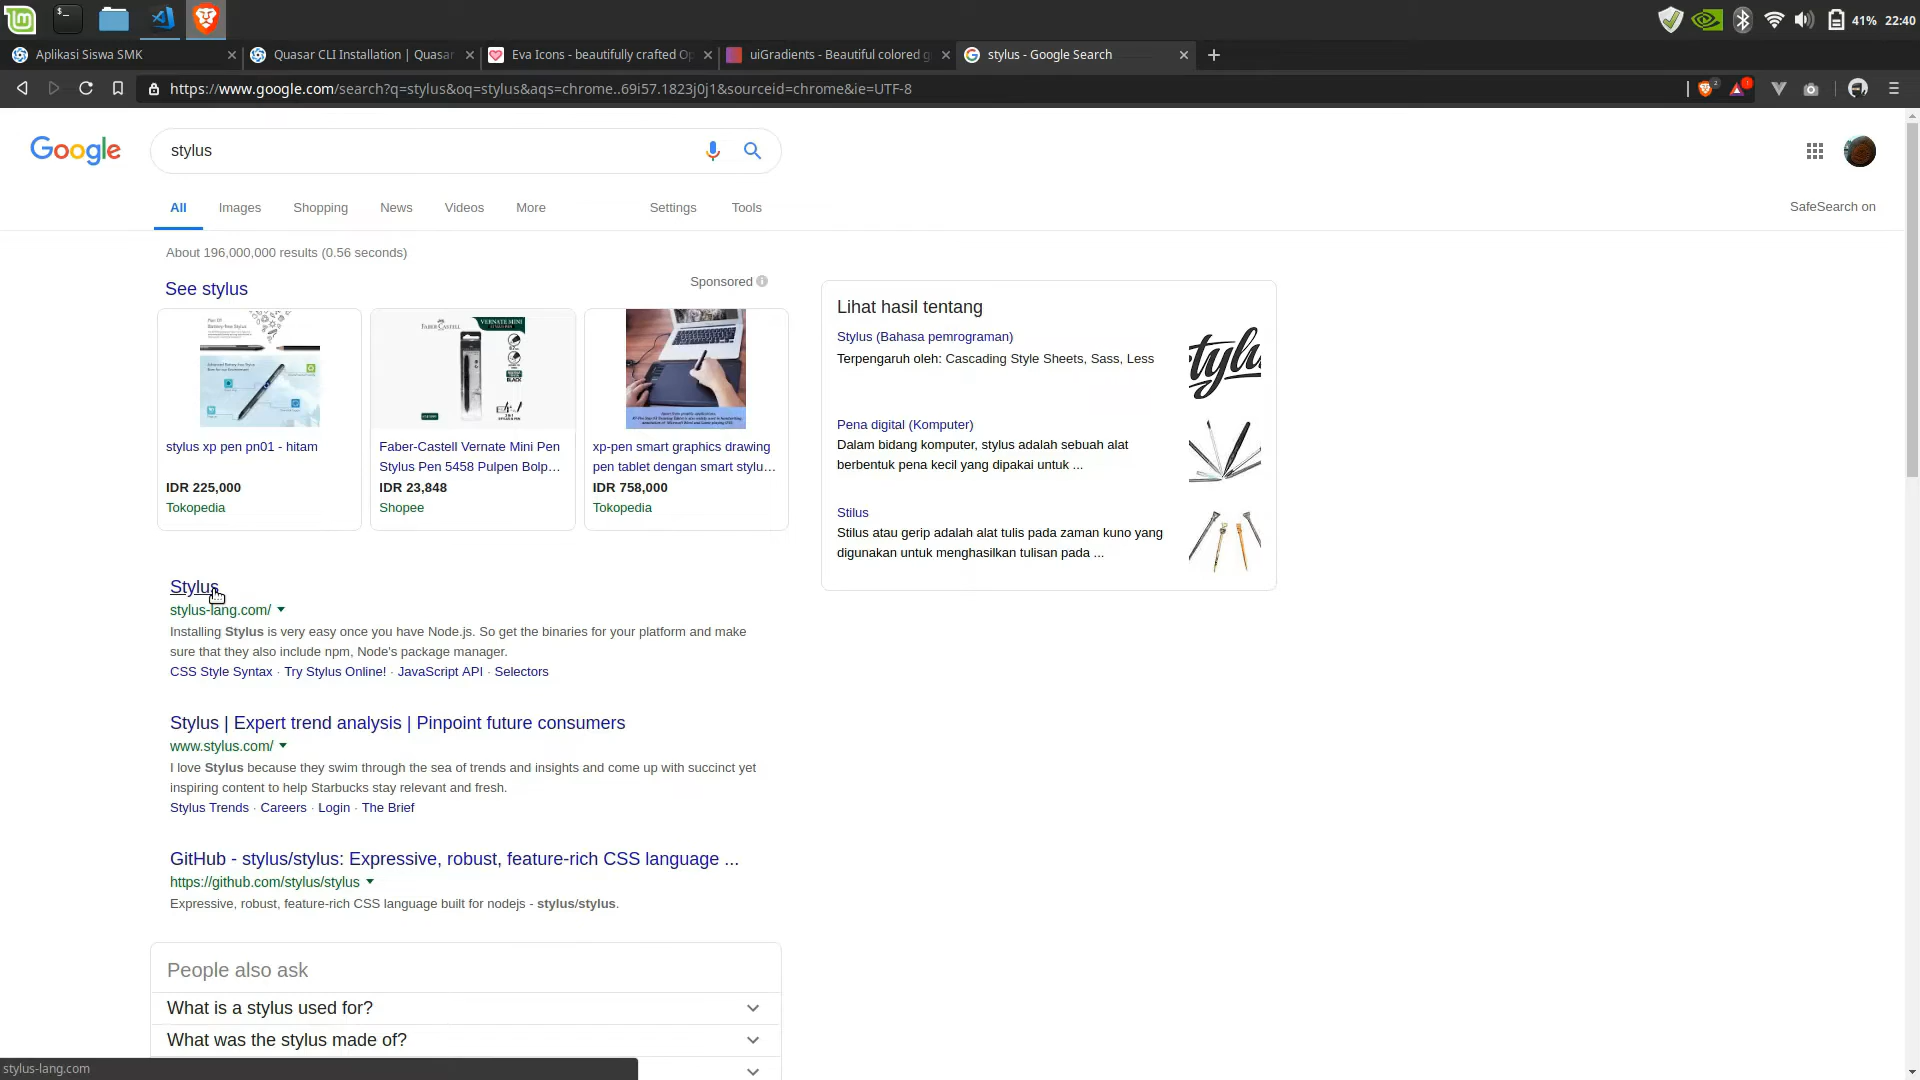 41% 22:40
Aplikasi Siswa SMK
Quasar CLI Installation | Quasar
Eva Icons - beautifully crafted Op
uiGradients - Beautiful colored g
stylus - Google Search
https://www.google.com/search?q=stylus&oq=stylus&aqs=chrome..69i57.1823j0j1&sourceid=chrome&ie=UTF-8
Google
stylus
All Images Shopping News Videos More Settings Tools
SafeSearch on
About 196,000,000 results (0.56 seconds)
See stylus
Sponsored
FABER-CASTELL
VERNATE MINI
stylus xp pen pn01 - hitam
IDR 225,000
Tokopedia
Faber-Castell Vernate Mini Pen
Stylus Pen 5458 Pulpen Bolp...
IDR 23,848
Shopee
xp-pen smart graphics drawing
pen tablet dengan smart stylu...
IDR 758,000
Tokopedia
Lihat hasil tentang
Stylus (Bahasa pemrograman)
Terpengaruh oleh: Cascading Style Sheets, Sass, Less
Pena digital (Komputer)
Dalam bidang komputer, stylus adalah sebuah alat
berbentuk pena kecil yang dipakai untuk ...
Stilus
Stilus atau gerip adalah alat tulis pada zaman kuno yang
digunakan untuk menghasilkan tulisan pada ...
Stylus
stylus-lang.com/
Installing Stylus is very easy once you have Node.js. So get the binaries for your platform and make
sure that they also include npm, Node's package manager.
CSS Style Syntax · Try Stylus Online! · JavaScript API · Selectors
Stylus | Expert trend analysis | Pinpoint future consumers
www.stylus.com/
I love Stylus because they swim through the sea of trends and insights and come up with succinct yet
inspiring content to help Starbucks stay relevant and fresh.
Stylus Trends · Careers · Login · The Brief
GitHub - stylus/stylus: Expressive, robust, feature-rich CSS language ...
https://github.com/stylus/stylus
Expressive, robust, feature-rich CSS language built for nodejs - stylus/stylus.
People also ask
What is a stylus used for?
What was the stylus made of?
stylus-lang.com